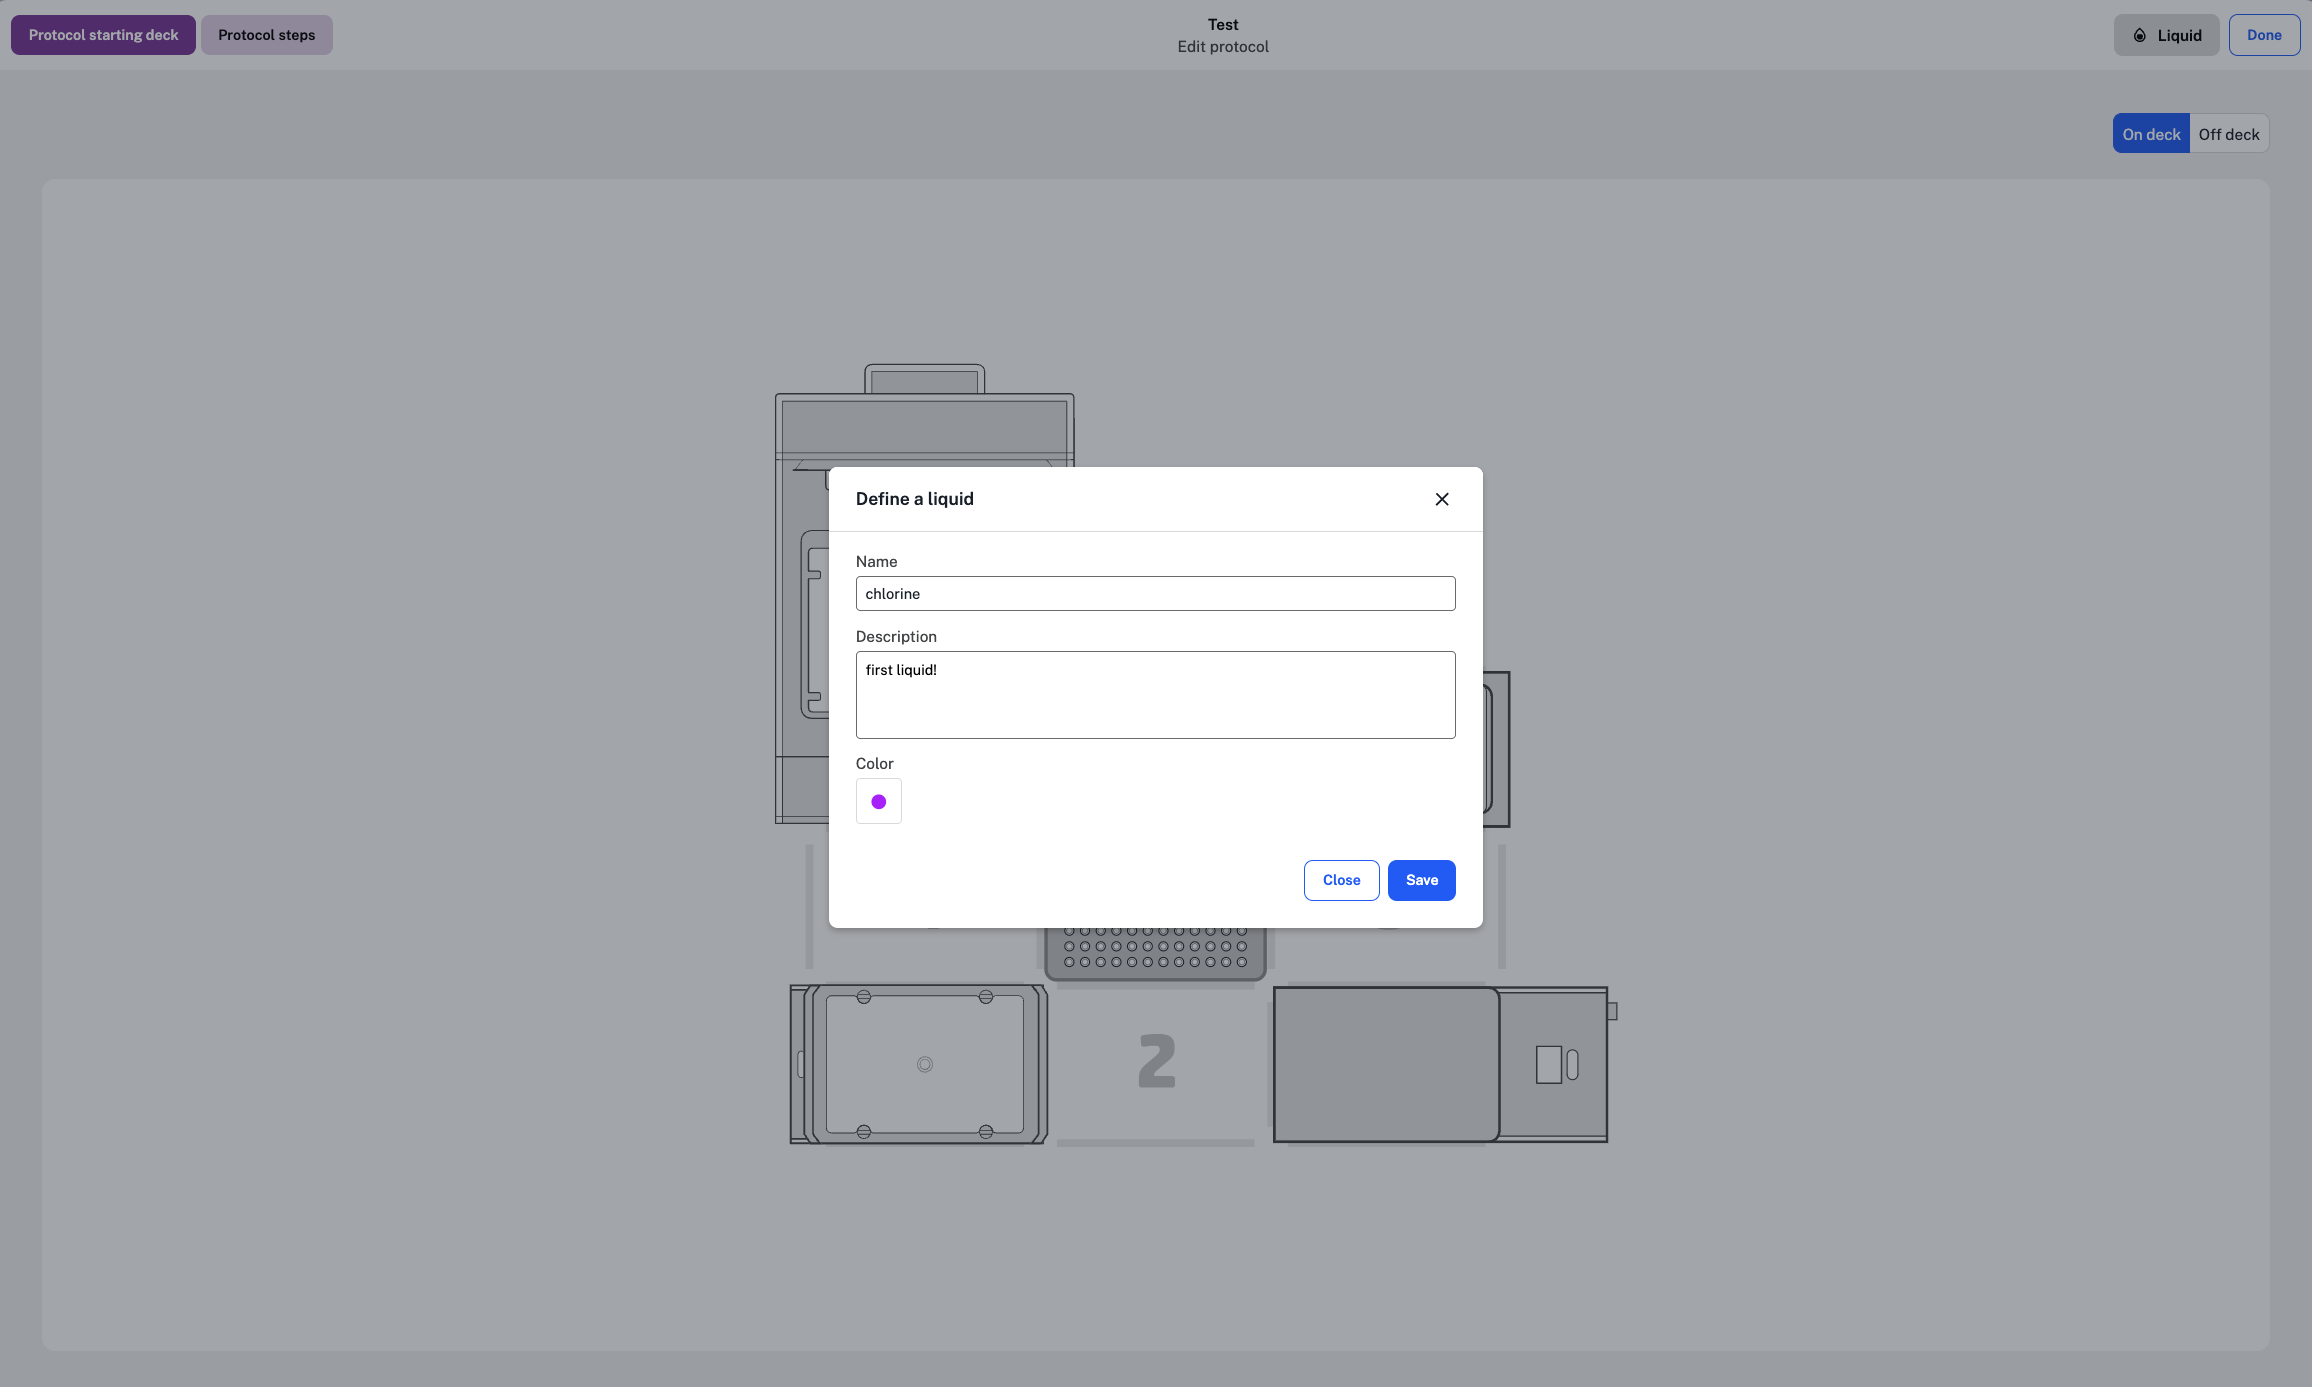 Protocol starting deck
Protocol steps
Test
Edit protocol
Liquid
Done
On deck
Off deck
Define a liquid
Name
chlorine
Description
first liquid!
Color
Close
Save
2